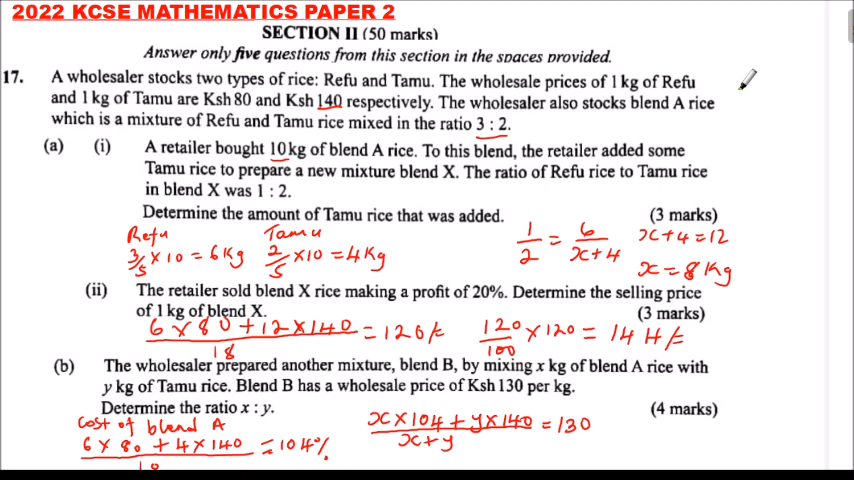 2022 KCSE MATHEMATICS PAPER 2
SECTION II (50 marks)
Answer only five questions from this section in the spaces provided.
17. A wholesaler stocks two types of rice: Refu and Tamu. The wholesale prices of 1 kg of Refu
and 1 kg of Tamu are Ksh 80 and Ksh 140 respectively. The wholesaler also stocks blend A rice
which is a mixture of Refu and Tamu rice mixed in the ratio 3 : 2.
(a) (i) A retailer bought 10 kg of blend A rice. To this blend, the retailer added some
Tamu rice to prepare a new mixture blend X. The ratio of Refu rice to Tamu rice
in blend X was 1 : 2.
Determine the amount of Tamu rice that was added. (3 marks)
Refu Tamu
3/5 × 10 = 6 Kg 2/5 × 10 = 4 Kg 1/2 = 6/x+4 x+4=12
x = 8 Kg
(ii) The retailer sold blend X rice making a profit of 20%. Determine the selling price
of 1 kg of blend X. (3 marks)
6 × 80 + 12 × 140 = 120/= 120/100 × 120 = 144/=
18
(b) The wholesaler prepared another mixture, blend B, by mixing x kg of blend A rice with
y kg of Tamu rice. Blend B has a wholesale price of Ksh 130 per kg.
Determine the ratio x : y. (4 marks)
Cost of blend A
6 × 80 + 4 × 140 = 104/= x × 104 + y × 140 = 130
10 x+y